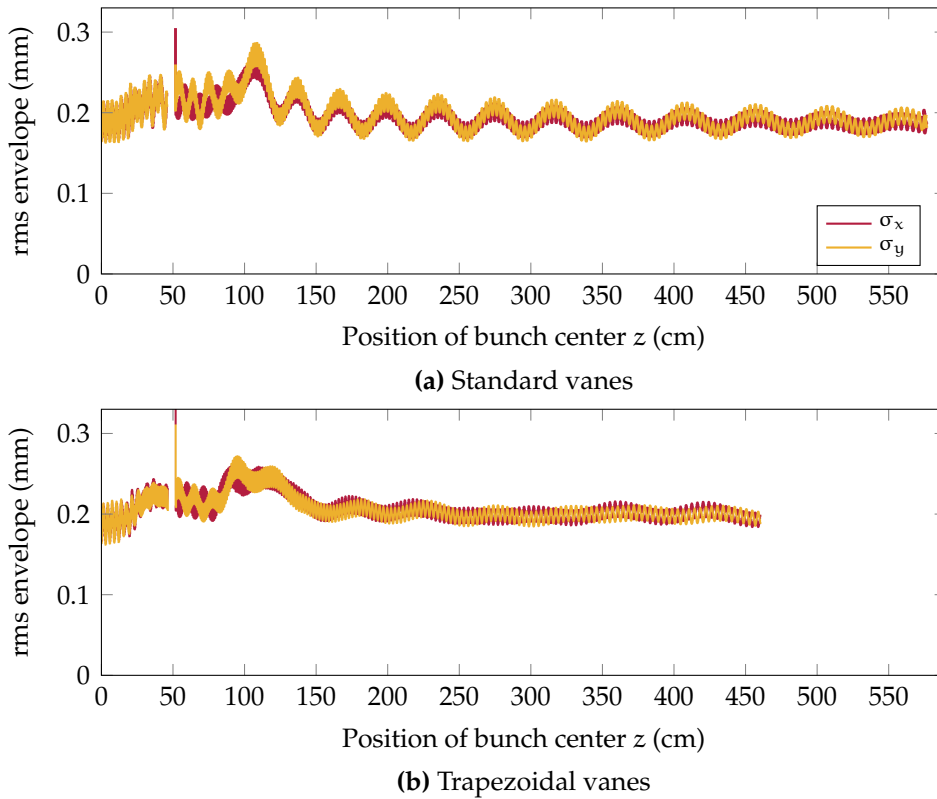 0.3
0.2
0.1
0
rms envelope (mm)
σx
σy
0 50 100 150 200 250 300 350 400 450 500 550
Position of bunch center z (cm)
(a) Standard vanes
0.3
0.2
0.1
0
rms envelope (mm)
0 50 100 150 200 250 300 350 400 450 500 550
Position of bunch center z (cm)
(b) Trapezoidal vanes